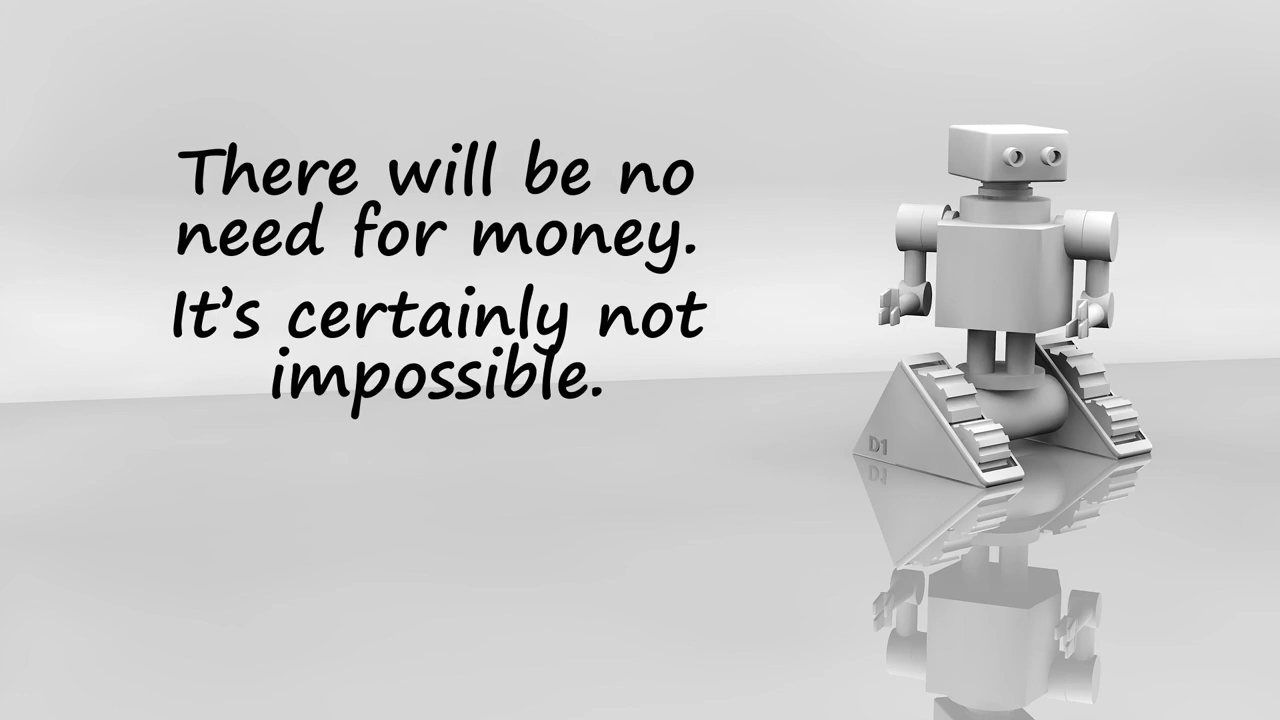 There will be no
need for money.
It’s certainly not
impossible.
D1